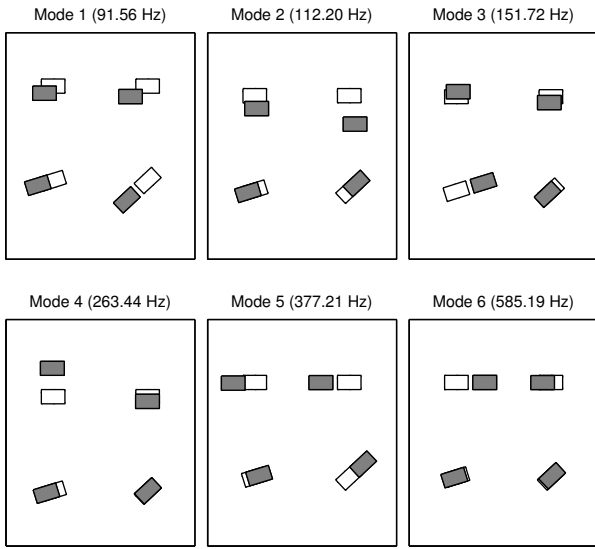 Mode 1 (91.56 Hz)
Mode 2 (112.20 Hz)
Mode 3 (151.72 Hz)
Mode 4 (263.44 Hz)
Mode 5 (377.21 Hz)
Mode 6 (585.19 Hz)